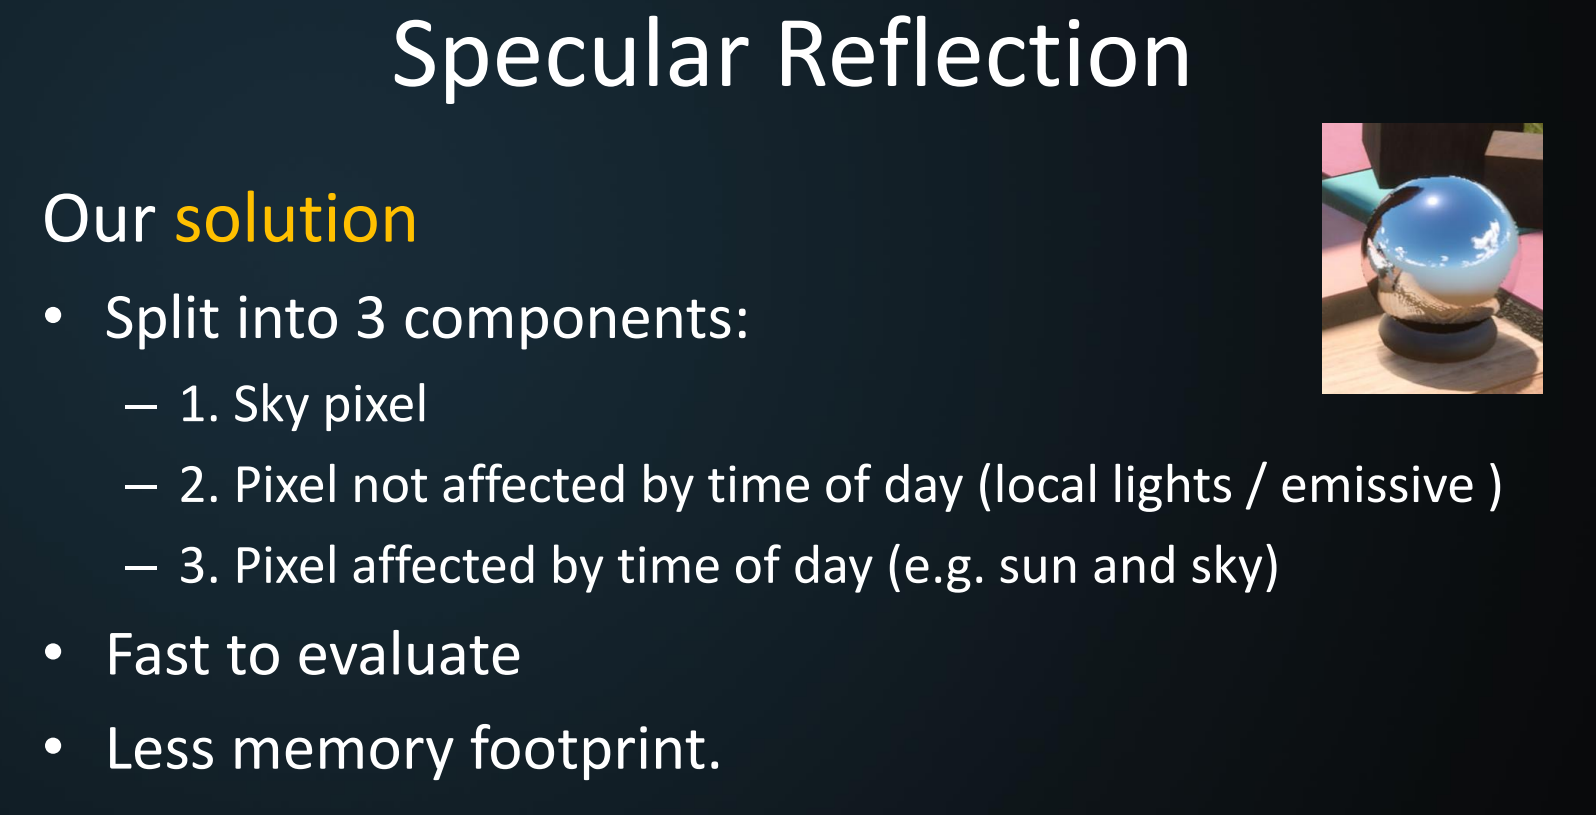 Specular Reflection
Our solution
• Split into 3 components:
– 1. Sky pixel
– 2. Pixel not affected by time of day (local lights / emissive )
– 3. Pixel affected by time of day (e.g. sun and sky)
• Fast to evaluate
• Less memory footprint.